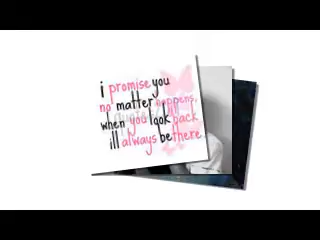 i promise you
no matter happens,
when you look back
ill always be there